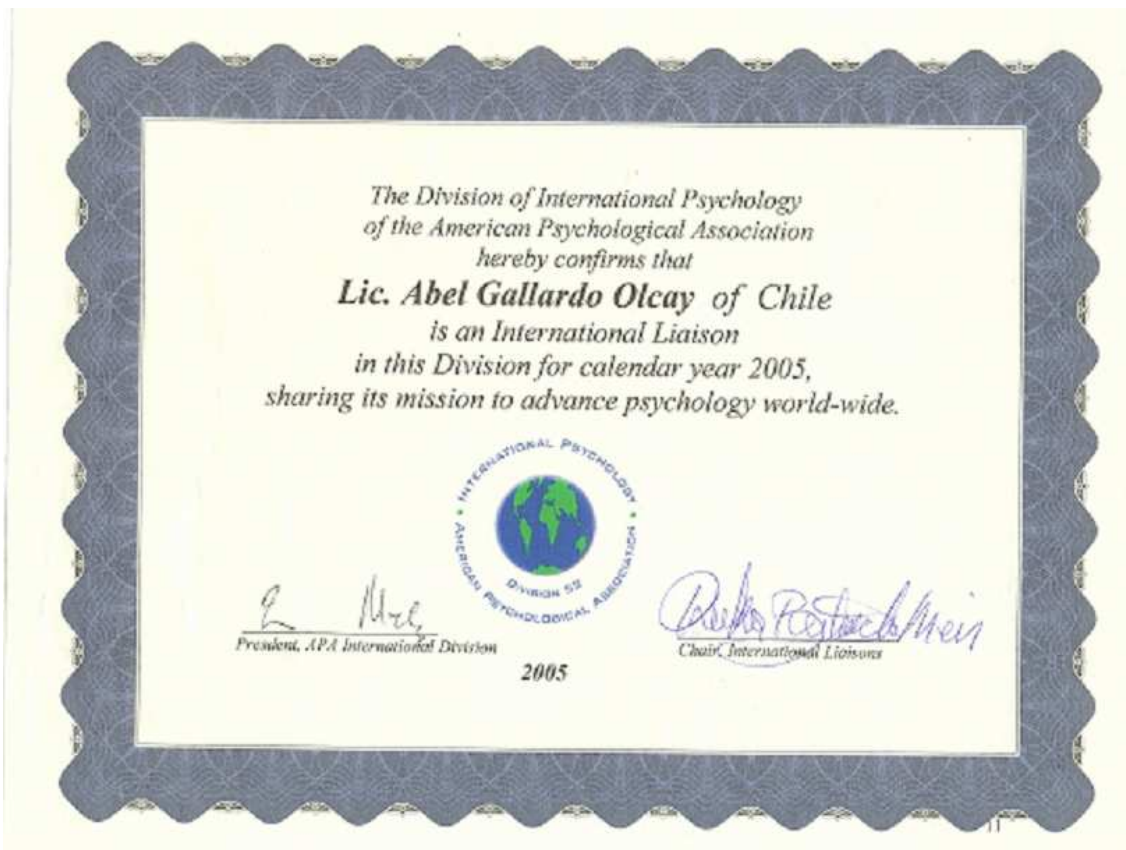 The Division of International Psychology
of the American Psychological Association
hereby confirms that
Lic. Abel Gallardo Olcay of Chile
is an International Liaison
in this Division for calendar year 2005,
sharing its mission to advance psychology world-wide.
• INTERNATIONAL PSYCHOLOGY •
AMERICAN PSYCHOLOGICAL ASSOCIATION
DIVISION 52
President, APA International Division
Chair, International Liaisons
2005
11